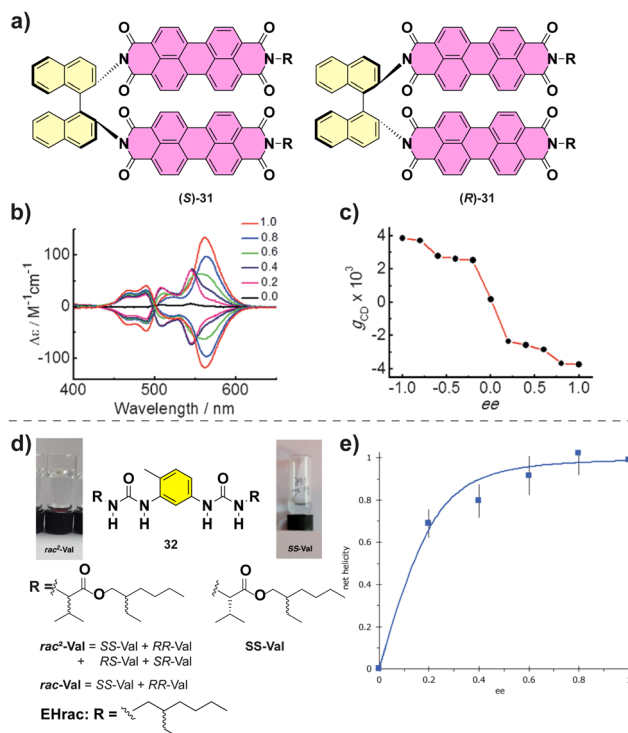 a)
O O O O
N N R
O O O O
O O O O
N N R
O O O O
(S)-31
(R)-31
b)
1.0
0.8
0.6
0.4
0.2
0.0
100
0
-100
Δε / M⁻¹cm⁻¹
400 500 600
Wavelength / nm
c)
4
2
0
-2
-4
gCD x 10³
-1.0 -0.5 0.0 0.5 1.0
ee
d)
rac²-Val
R N H O N H
N H O N H R
32
SS-Val
R = O O
O O
rac²-Val = SS-Val + RR-Val
+ RS-Val + SR-Val
SS-Val
rac-Val = SS-Val + RR-Val
EHrac: R =
e)
1
0.8
0.6
0.4
0.2
0
net helicity
0 0.2 0.4 0.6 0.8
ee